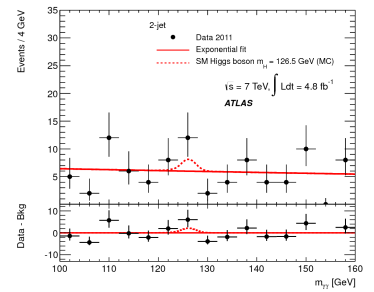 2-jet
Data 2011
Exponential fit
SM Higgs boson m_H = 126.5 GeV (MC)
√s = 7 TeV, ∫ Ldt = 4.8 fb⁻¹
ATLAS
Events / 4 GeV
35
30
25
20
15
10
5
Data - Bkg
10
0
-10
100 110 120 130 140 150 160
m_γγ [GeV]